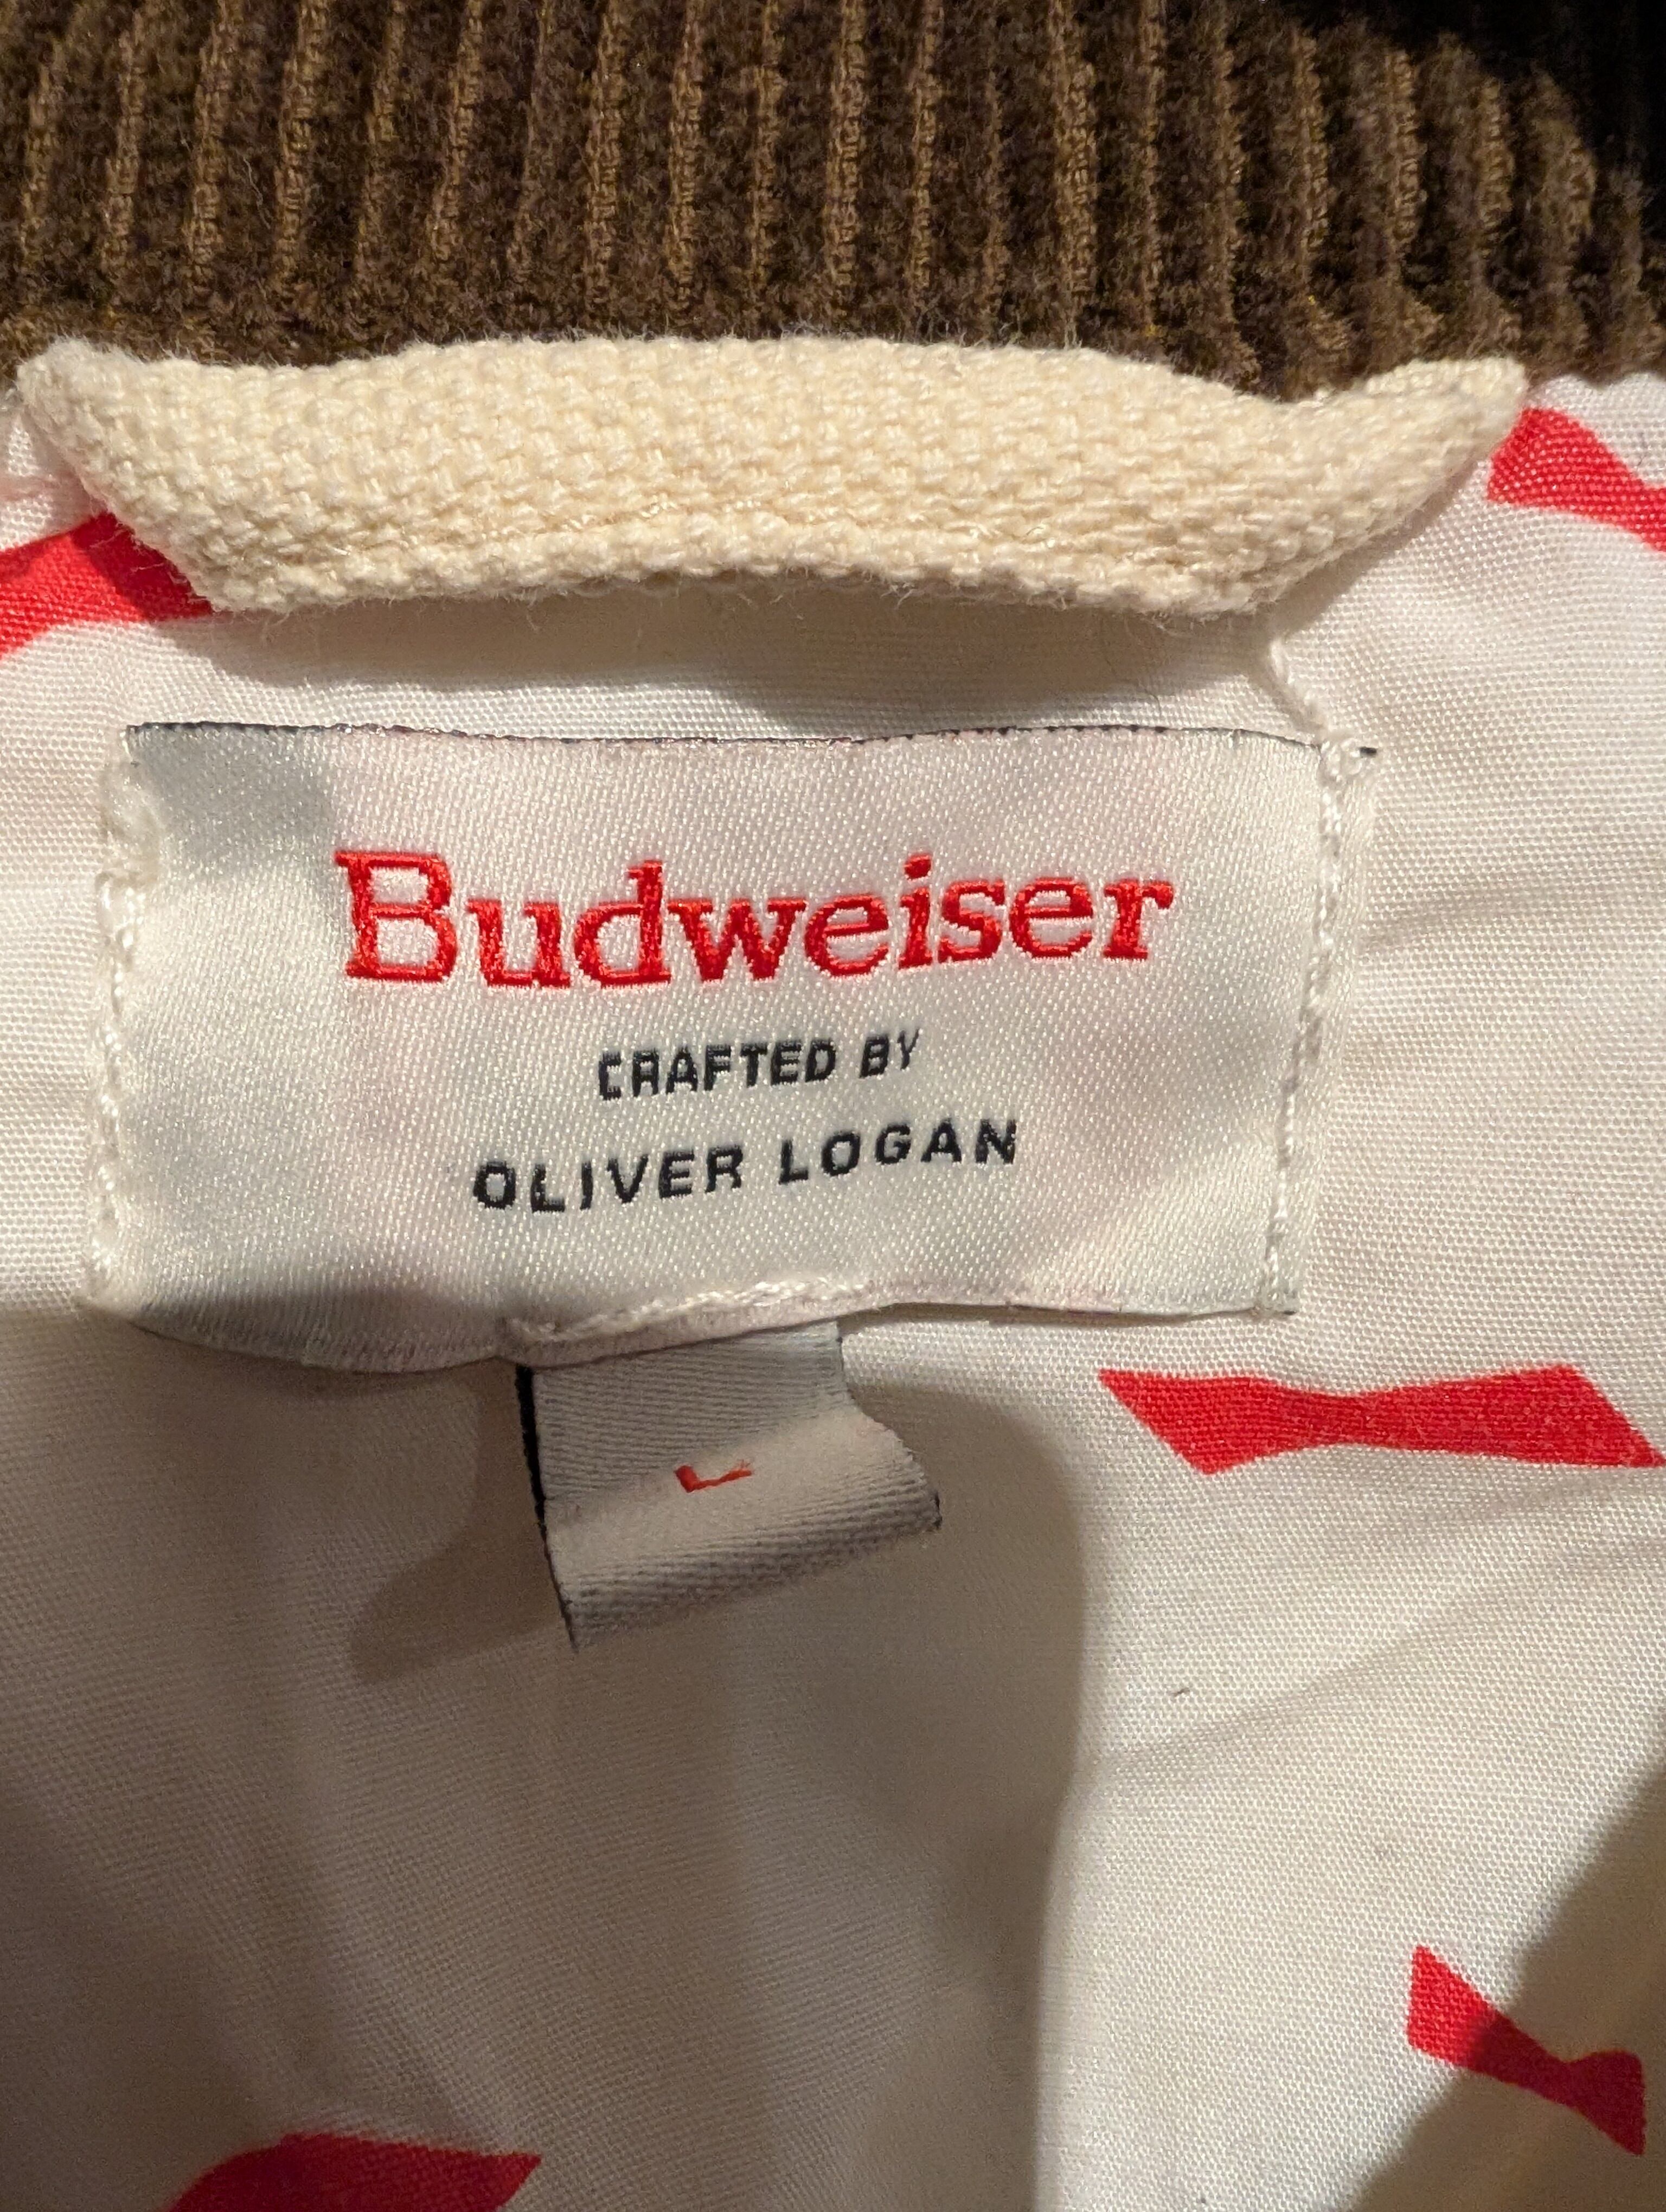 Budweiser
CRAFTED BY
OLIVER LOGAN
L